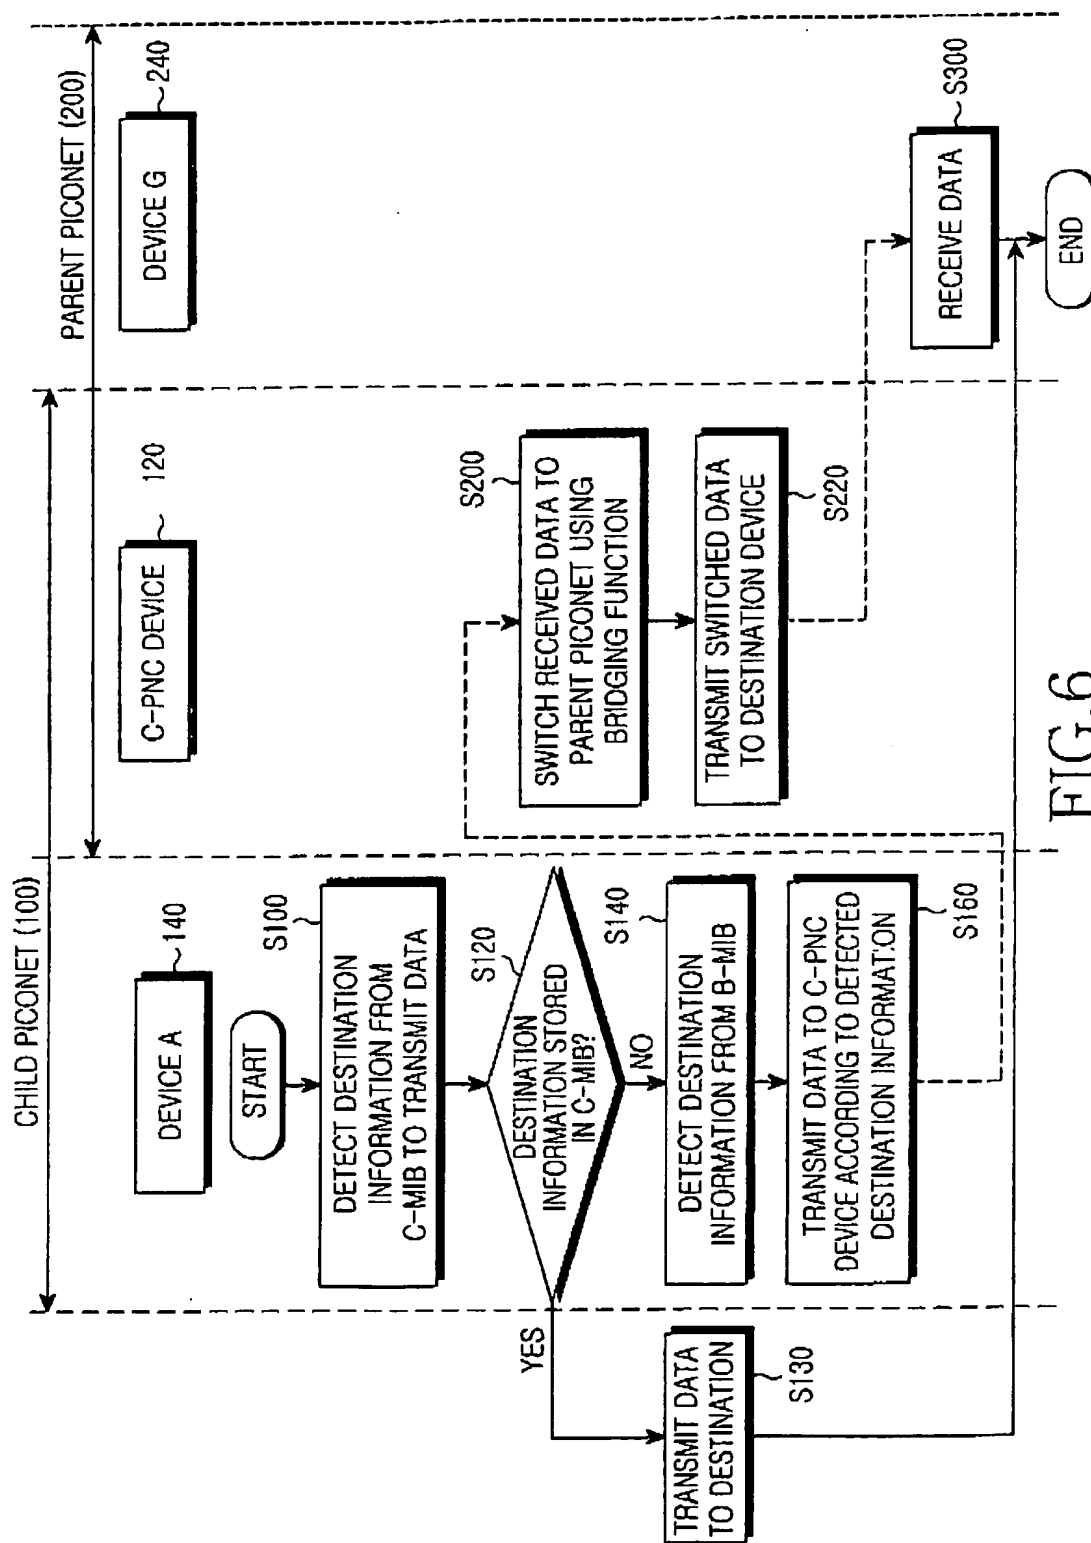 CHILD PICONET (100)
PARENT PICONET (200)
DEVICE A
140
C-PNC DEVICE
120
DEVICE G
240
START
DETECT DESTINATION
INFORMATION FROM
C-MIB TO TRANSMIT DATA
S100
DESTINATION
INFORMATION STORED
IN C-MIB?
S120
YES
NO
TRANSMIT DATA
TO DESTINATION
S130
DETECT DESTINATION
INFORMATION FROM B-MIB
S140
TRANSMIT DATA TO C-PNC
DEVICE ACCORDING TO DETECTED
DESTINATION INFORMATION
S160
SWITCH RECEIVED DATA TO
PARENT PICONET USING
BRIDGING FUNCTION
S200
TRANSMIT SWITCHED DATA
TO DESTINATION DEVICE
S220
RECEIVE DATA
S300
END
FIG.6